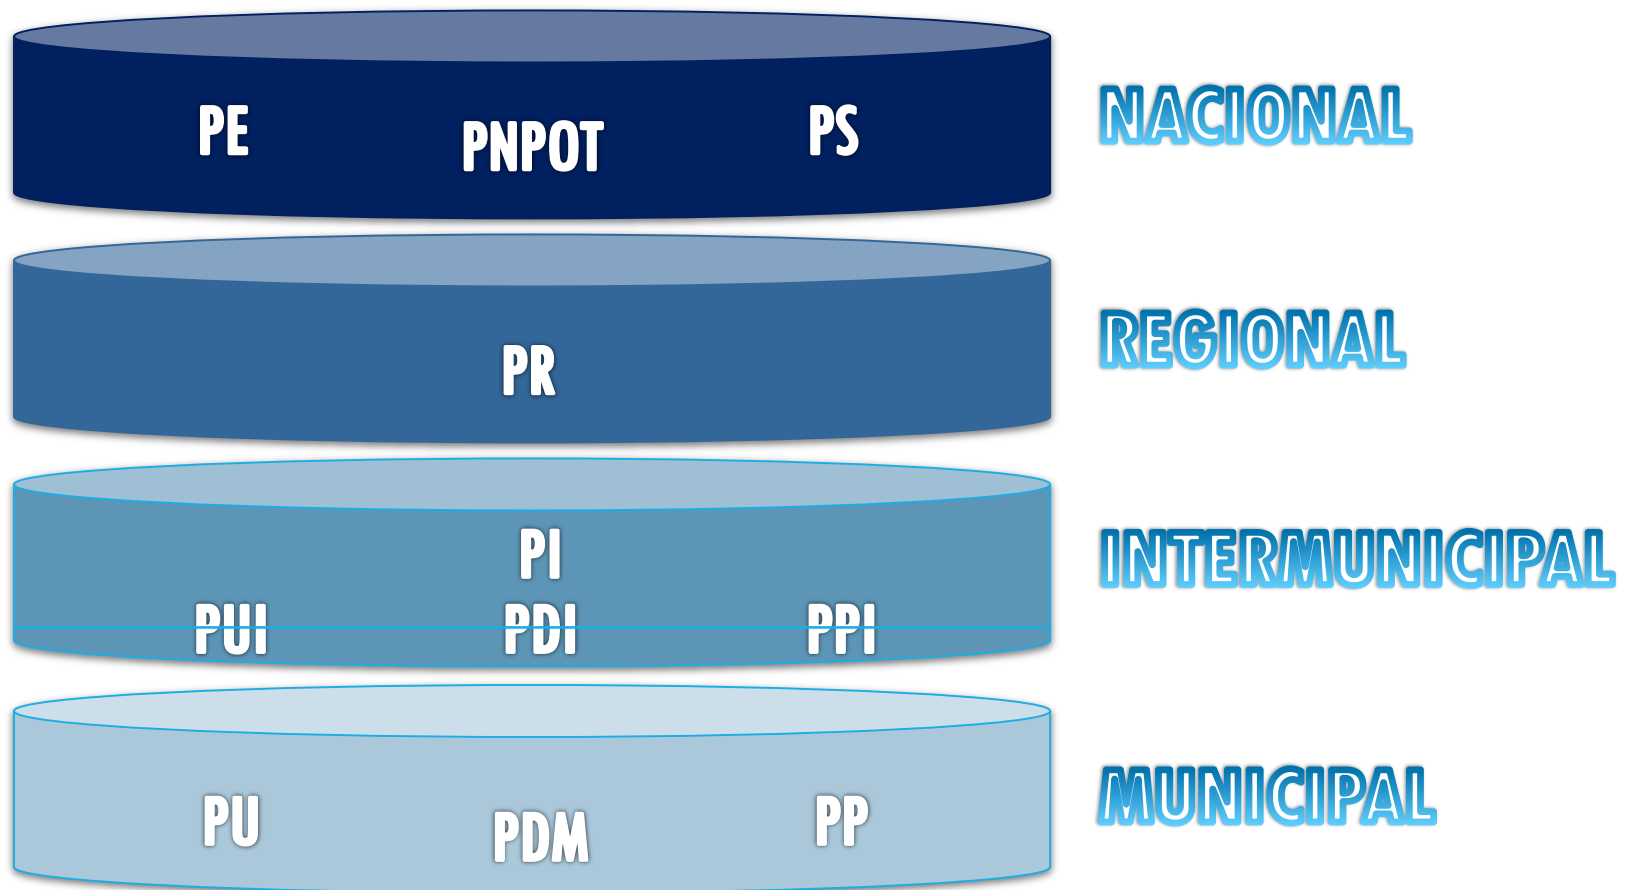 PE PNPOT PS NACIONAL
PR REGIONAL
PI INTERMUNICIPAL
PUI PDI PPI
PU PDM PP MUNICIPAL